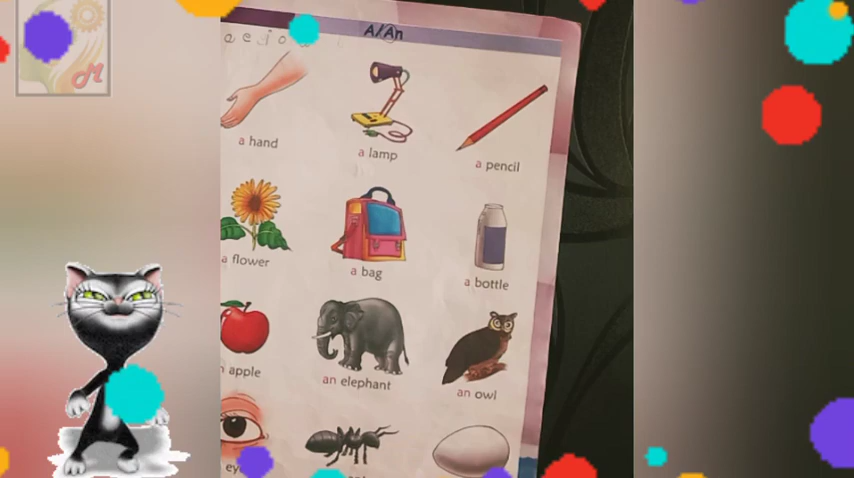 M
a e i o
A/An
a hand
a lamp
a pencil
a flower
a bag
a bottle
apple
an elephant
an owl